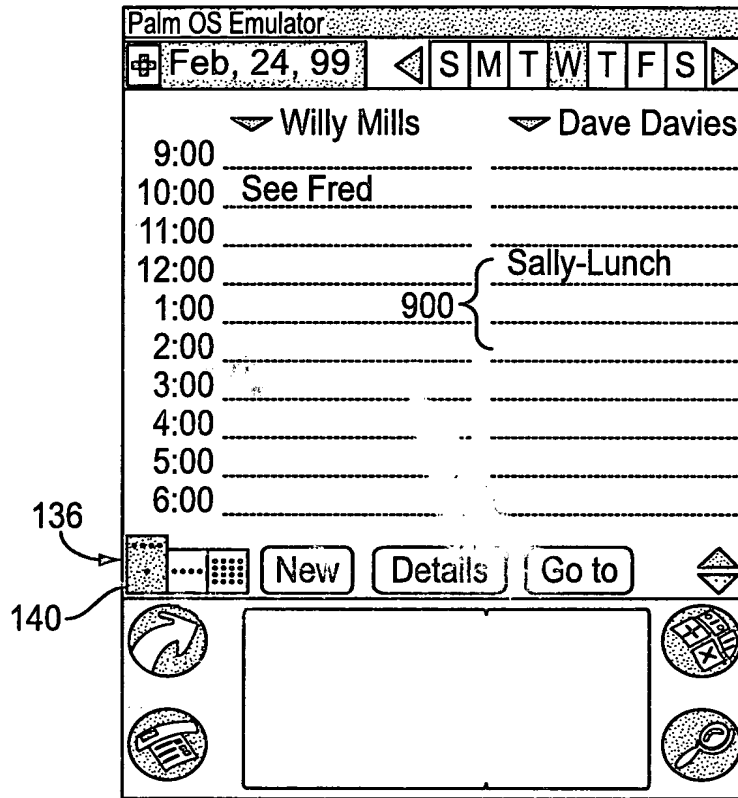 Palm OS Emulator
Feb, 24, 99 S M T W T F S
Willy Mills Dave Davies
9:00
10:00 See Fred
11:00
12:00 Sally-Lunch
1:00 900
2:00
3:00
4:00
5:00
6:00
136
New Details Go to
140